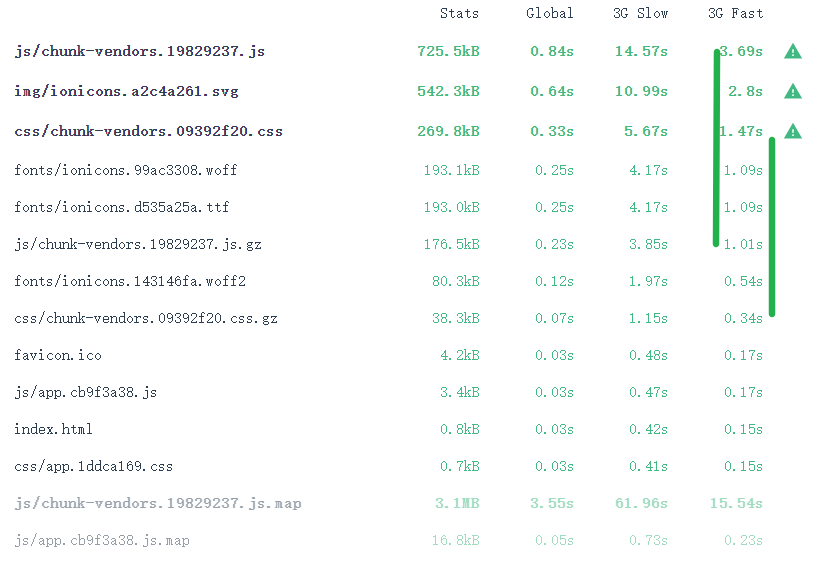 Stats Global 3G Slow 3G Fast
js/chunk-vendors.19829237.js 725.5kB 0.84s 14.57s 3.69s
img/ionicons.a2c4a261.svg 542.3kB 0.64s 10.99s 2.8s
css/chunk-vendors.09392f20.css 269.8kB 0.33s 5.67s 1.47s
fonts/ionicons.99ac3308.woff 193.1kB 0.25s 4.17s 1.09s
fonts/ionicons.d535a25a.ttf 193.0kB 0.25s 4.17s 1.09s
js/chunk-vendors.19829237.js.gz 176.5kB 0.23s 3.85s 1.01s
fonts/ionicons.143146fa.woff2 80.3kB 0.12s 1.97s 0.54s
css/chunk-vendors.09392f20.css.gz 38.3kB 0.07s 1.15s 0.34s
favicon.ico 4.2kB 0.03s 0.48s 0.17s
js/app.cb9f3a38.js 3.4kB 0.03s 0.47s 0.17s
index.html 0.8kB 0.03s 0.42s 0.15s
css/app.1ddca169.css 0.7kB 0.03s 0.41s 0.15s
js/chunk-vendors.19829237.js.map 3.1MB 3.55s 61.96s 15.54s
js/app.cb9f3a38.js.map 16.8kB 0.05s 0.73s 0.23s